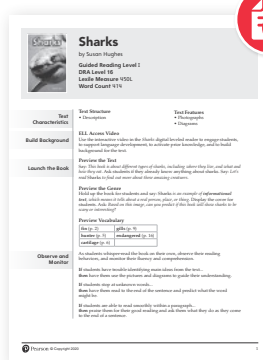 Sharks
Sharks
by Susan Hughes
Guided Reading Level I
DRA Level 16
Lexile Measure 450L
Word Count 414
Text Characteristics
Text Structure
• Description
Text Features
• Photographs
• Diagrams
Build Background
ELL Access Video
Use the interactive video in the Sharks digital leveled reader to engage students,
to support language development, to activate prior knowledge, and to build
background for the text.
Launch the Book
Preview the Text
Say: This book is about different types of sharks, including where they live, and what and
how they eat. Ask students if they already know anything about sharks. Say: Let's
read Sharks to find out more about these amazing creatures.
Preview the Genre
Hold up the book for students and say: Sharks is an example of informational
text, which means it tells about a real person, place, or thing. Display the cover for
students. Ask: Based on this image, can you predict if this book will show sharks to be
scary or interesting?
Preview Vocabulary
fin (p. 2)
gills (p. 9)
hunter (p. 3)
endangered (p. 16)
cartilage (p. 6)
Observe and Monitor
As students whisper-read the book on their own, observe their reading
behaviors, and monitor their fluency and comprehension.
If students have trouble identifying main ideas from the text...
then have them use the pictures and diagrams to guide their understanding.
If students stop at unknown words...
then have them read to the end of the sentence and predict what the word
might be.
If students are able to read smoothly within a paragraph...
then praise them for their good reading and ask them what they do as they come
to the end of a sentence.
Pearson © Copyright 2020